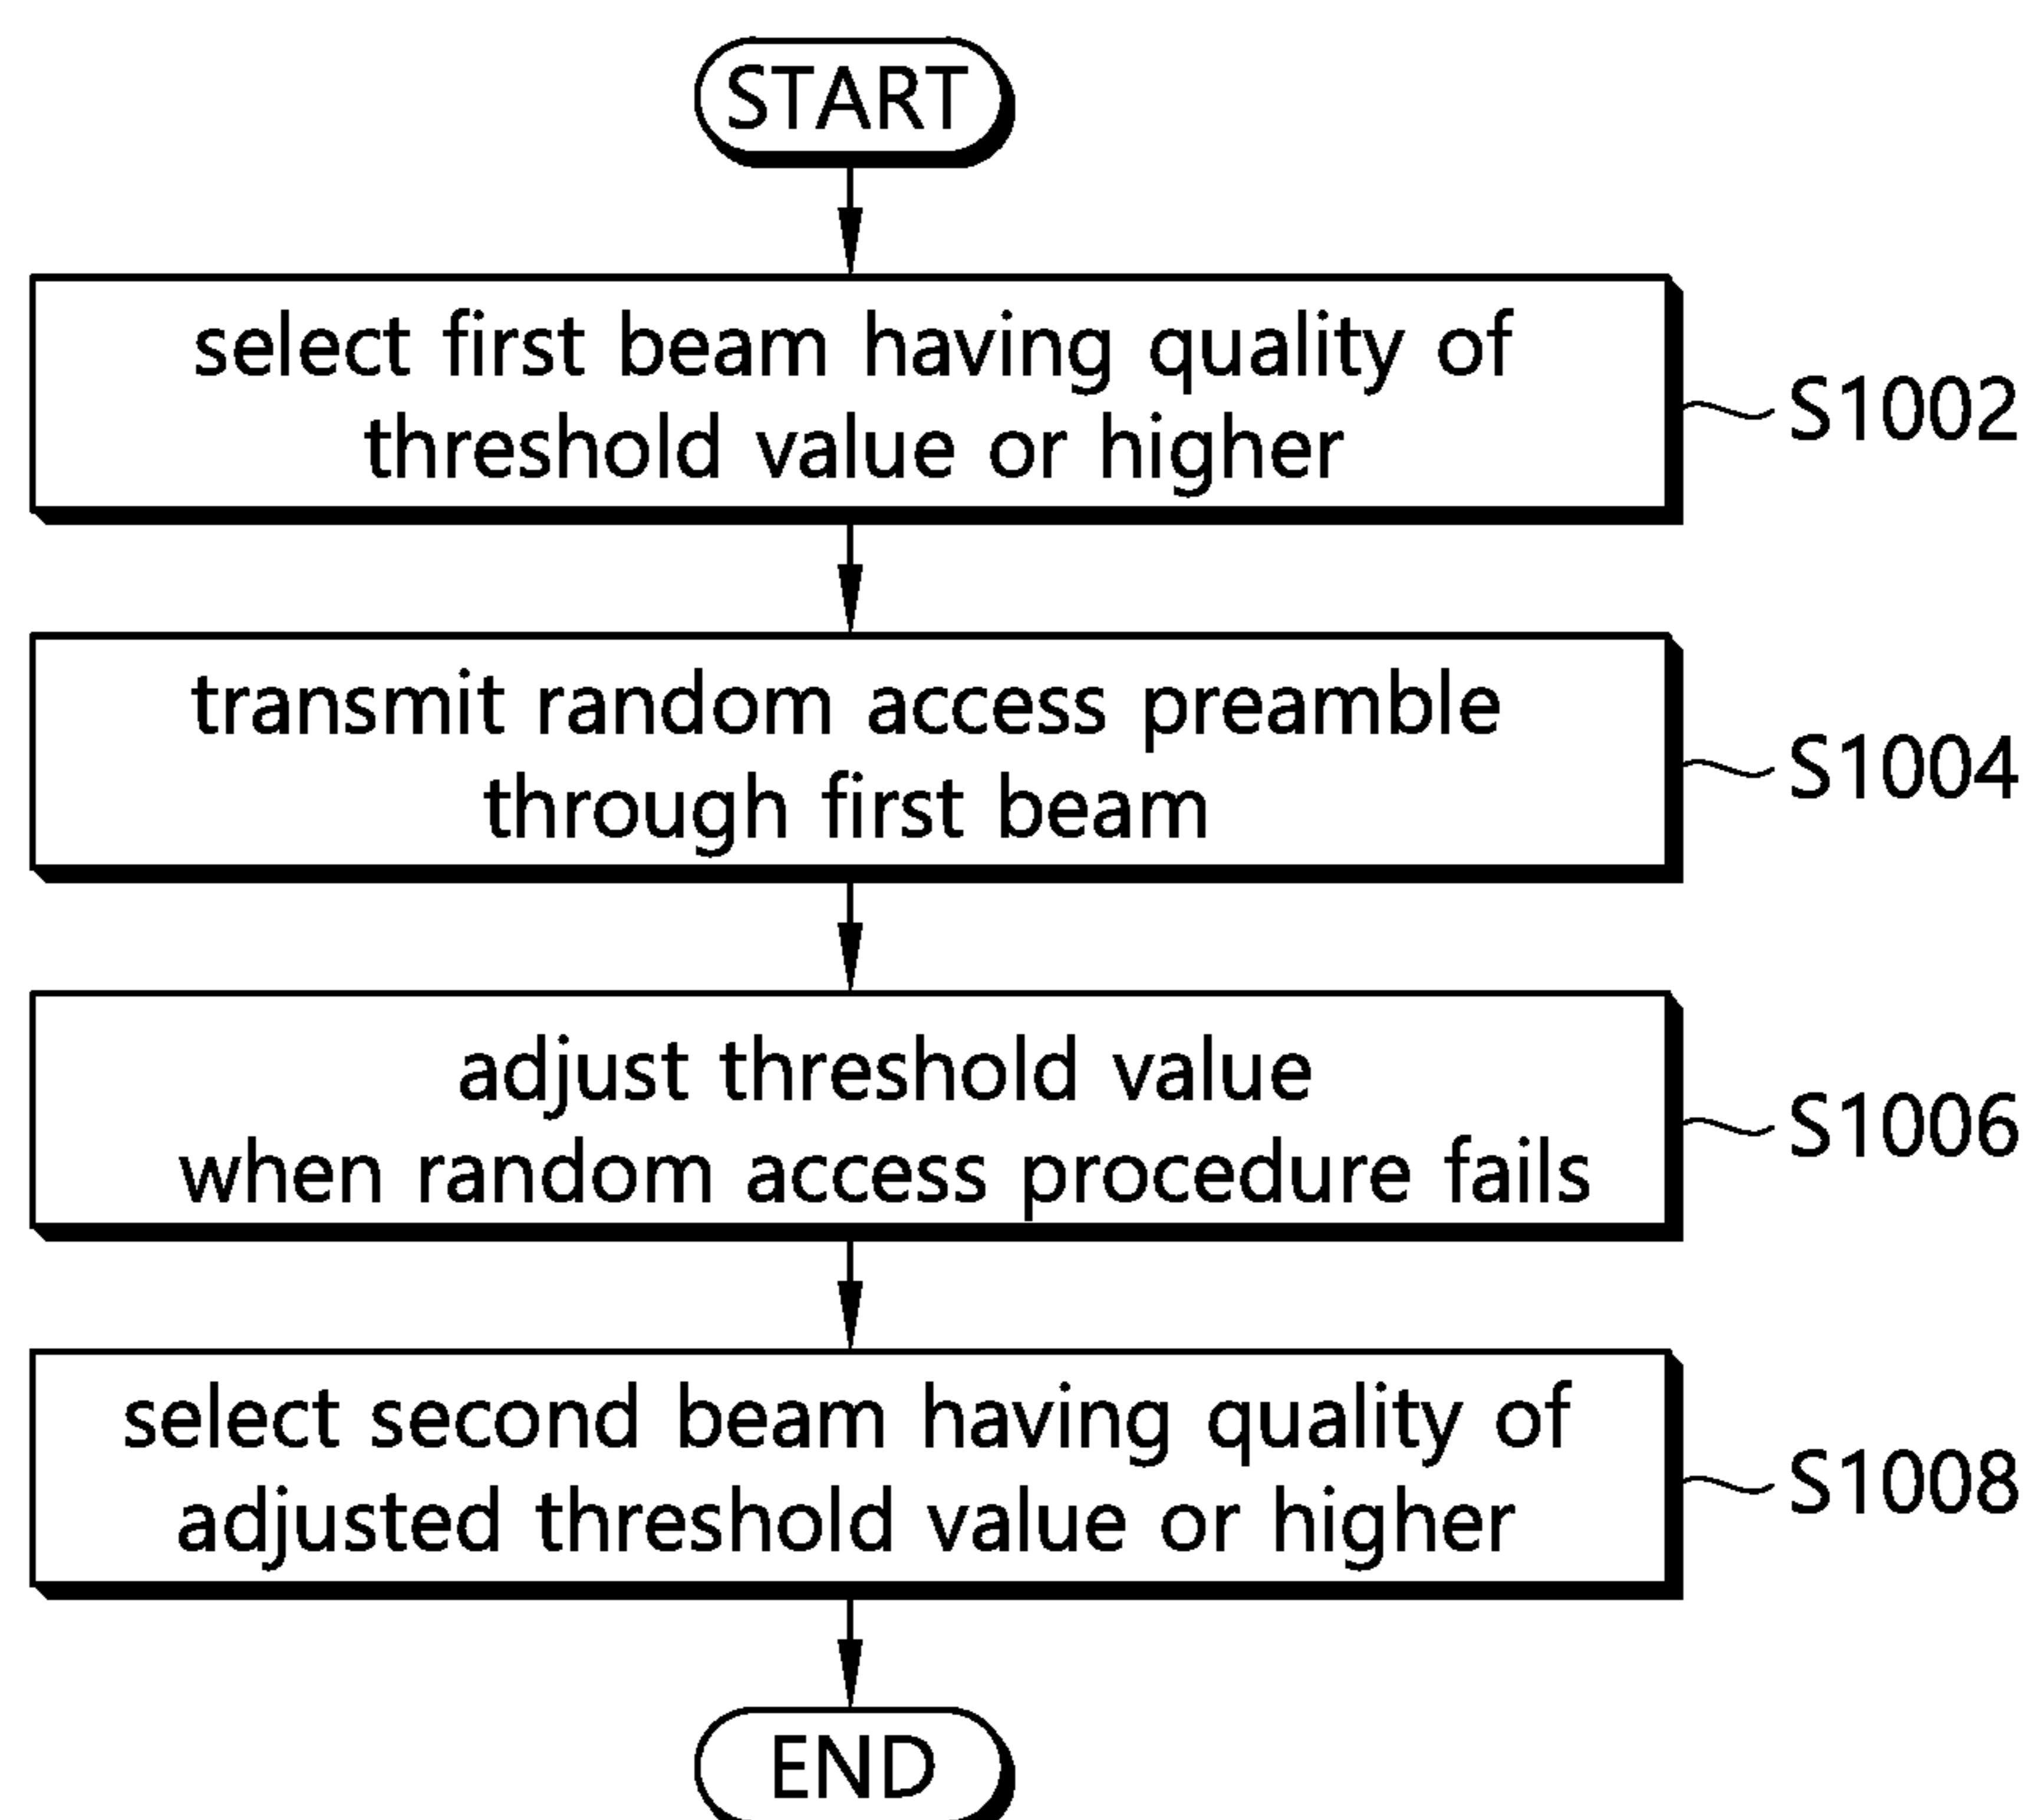 START
select first beam having quality of
threshold value or higher
S1002
transmit random access preamble
through first beam
S1004
adjust threshold value
when random access procedure fails
S1006
select second beam having quality of
adjusted threshold value or higher
S1008
END